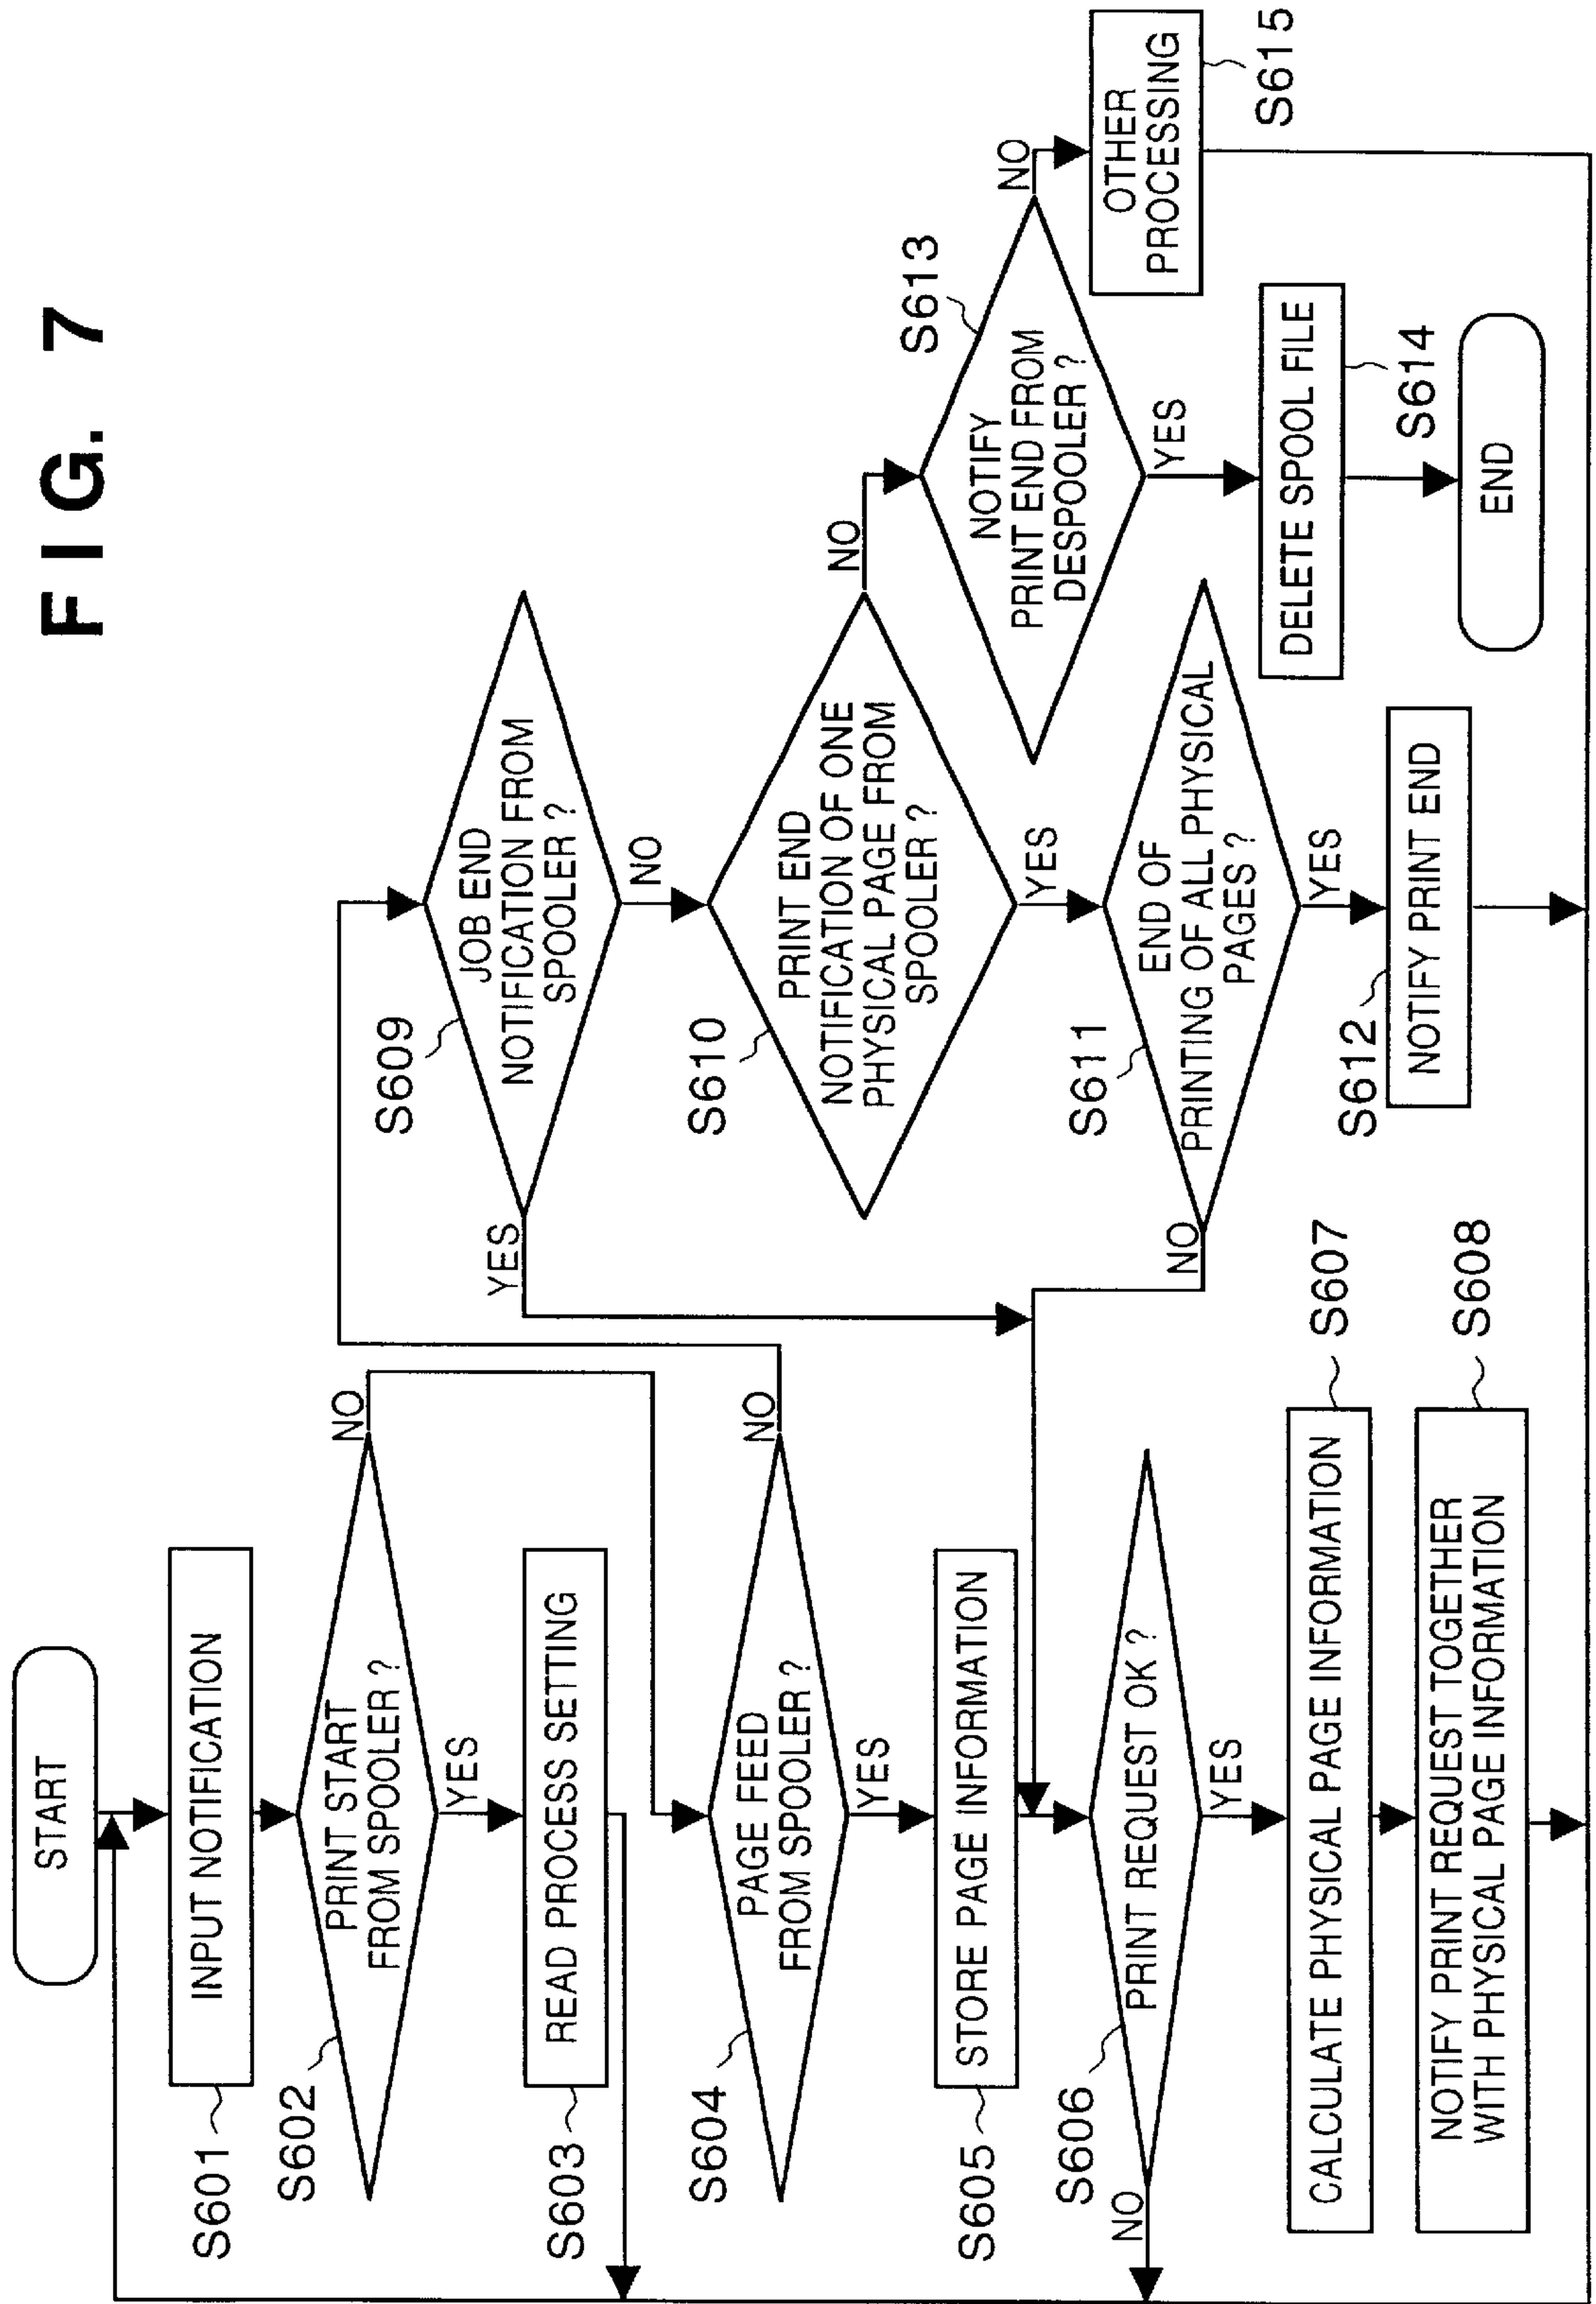 FIG. 7
START
S601
INPUT NOTIFICATION
S602
PRINT START
FROM SPOOLER ?
NO
YES
S603
READ PROCESS SETTING
S604
PAGE FEED
FROM SPOOLER ?
NO
YES
S605
STORE PAGE INFORMATION
S606
PRINT REQUEST OK ?
NO
YES
CALCULATE PHYSICAL PAGE INFORMATION
S607
NOTIFY PRINT REQUEST TOGETHER
WITH PHYSICAL PAGE INFORMATION
S608
S609
JOB END
NOTIFICATION FROM
SPOOLER ?
YES
NO
S610
PRINT END
NOTIFICATION OF ONE
PHYSICAL PAGE FROM
SPOOLER ?
NO
YES
S611
END OF
PRINTING OF ALL PHYSICAL
PAGES ?
NO
YES
S612
NOTIFY PRINT END
S613
NOTIFY
PRINT END FROM
DESPOOLER ?
NO
YES
DELETE SPOOL FILE
S614
END
OTHER
PROCESSING
S615